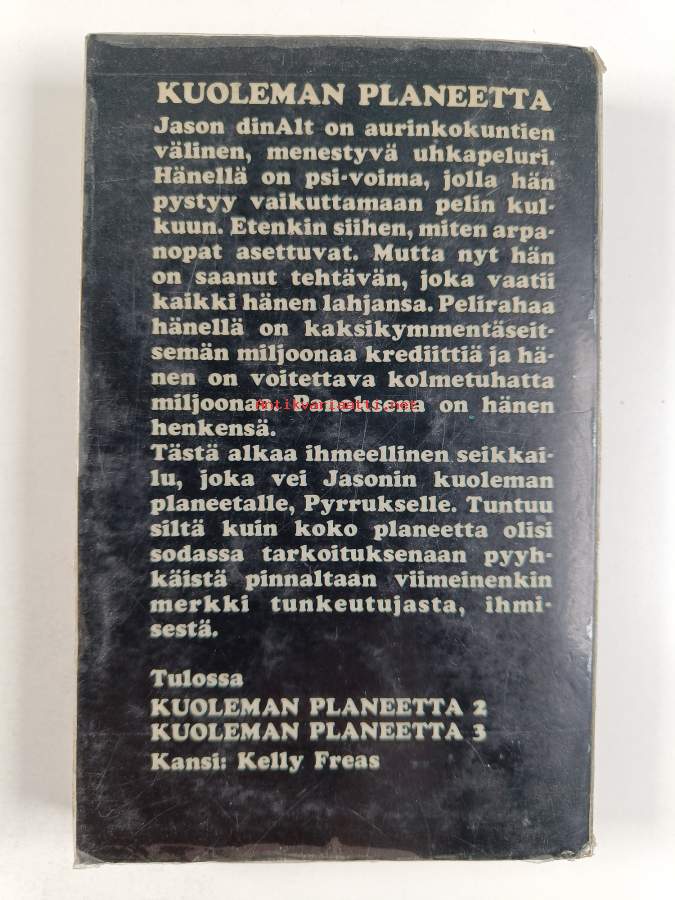 KUOLEMAN PLANEETTA
Jason dinAlt on aurinkokuntien
välinen, menestyvä uhkapeluri.
Hänellä on psi-voima, jolla hän
pystyy vaikuttamaan pelin kul-
kuun. Etenkin siihen, miten arpa-
nopat asettuvat. Mutta nyt hän
on saanut tehtävän, joka vaatii
kaikki hänen lahjansa. Pelirahaa
hänellä on kaksikymmentäseit-
semän miljoonaa krediittiä ja hä-
nen on voitettava kolmetuhatta
miljoonaa. Panoksena on hänen
Antikvariaatti.net
henkensä.
Tästä alkaa ihmeellinen seikkai-
lu, joka vei Jasonin kuoleman
planeetalle, Pyrrukselle. Tuntuu
siltä kuin koko planeetta olisi
sodassa tarkoituksenaan pyyh-
käistä pinnaltaan viimeinenkin
merkki tunkeutujasta, ihmi-
sestä.
Tulossa
KUOLEMAN PLANEETTA 2
KUOLEMAN PLANEETTA 3
Kansi: Kelly Freas